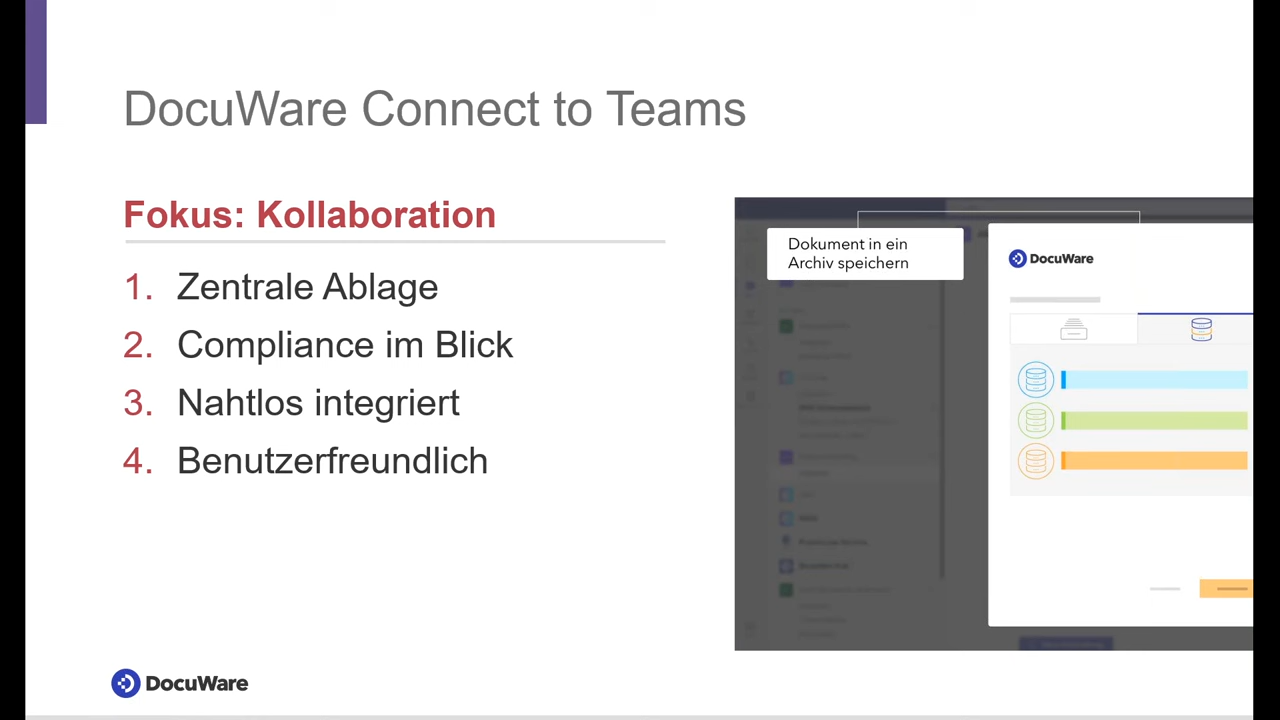 DocuWare Connect to Teams
Fokus: Kollaboration
1. Zentrale Ablage
2. Compliance im Blick
3. Nahtlos integriert
4. Benutzerfreundlich
Dokument in ein
Archiv speichern
DocuWare
DocuWare